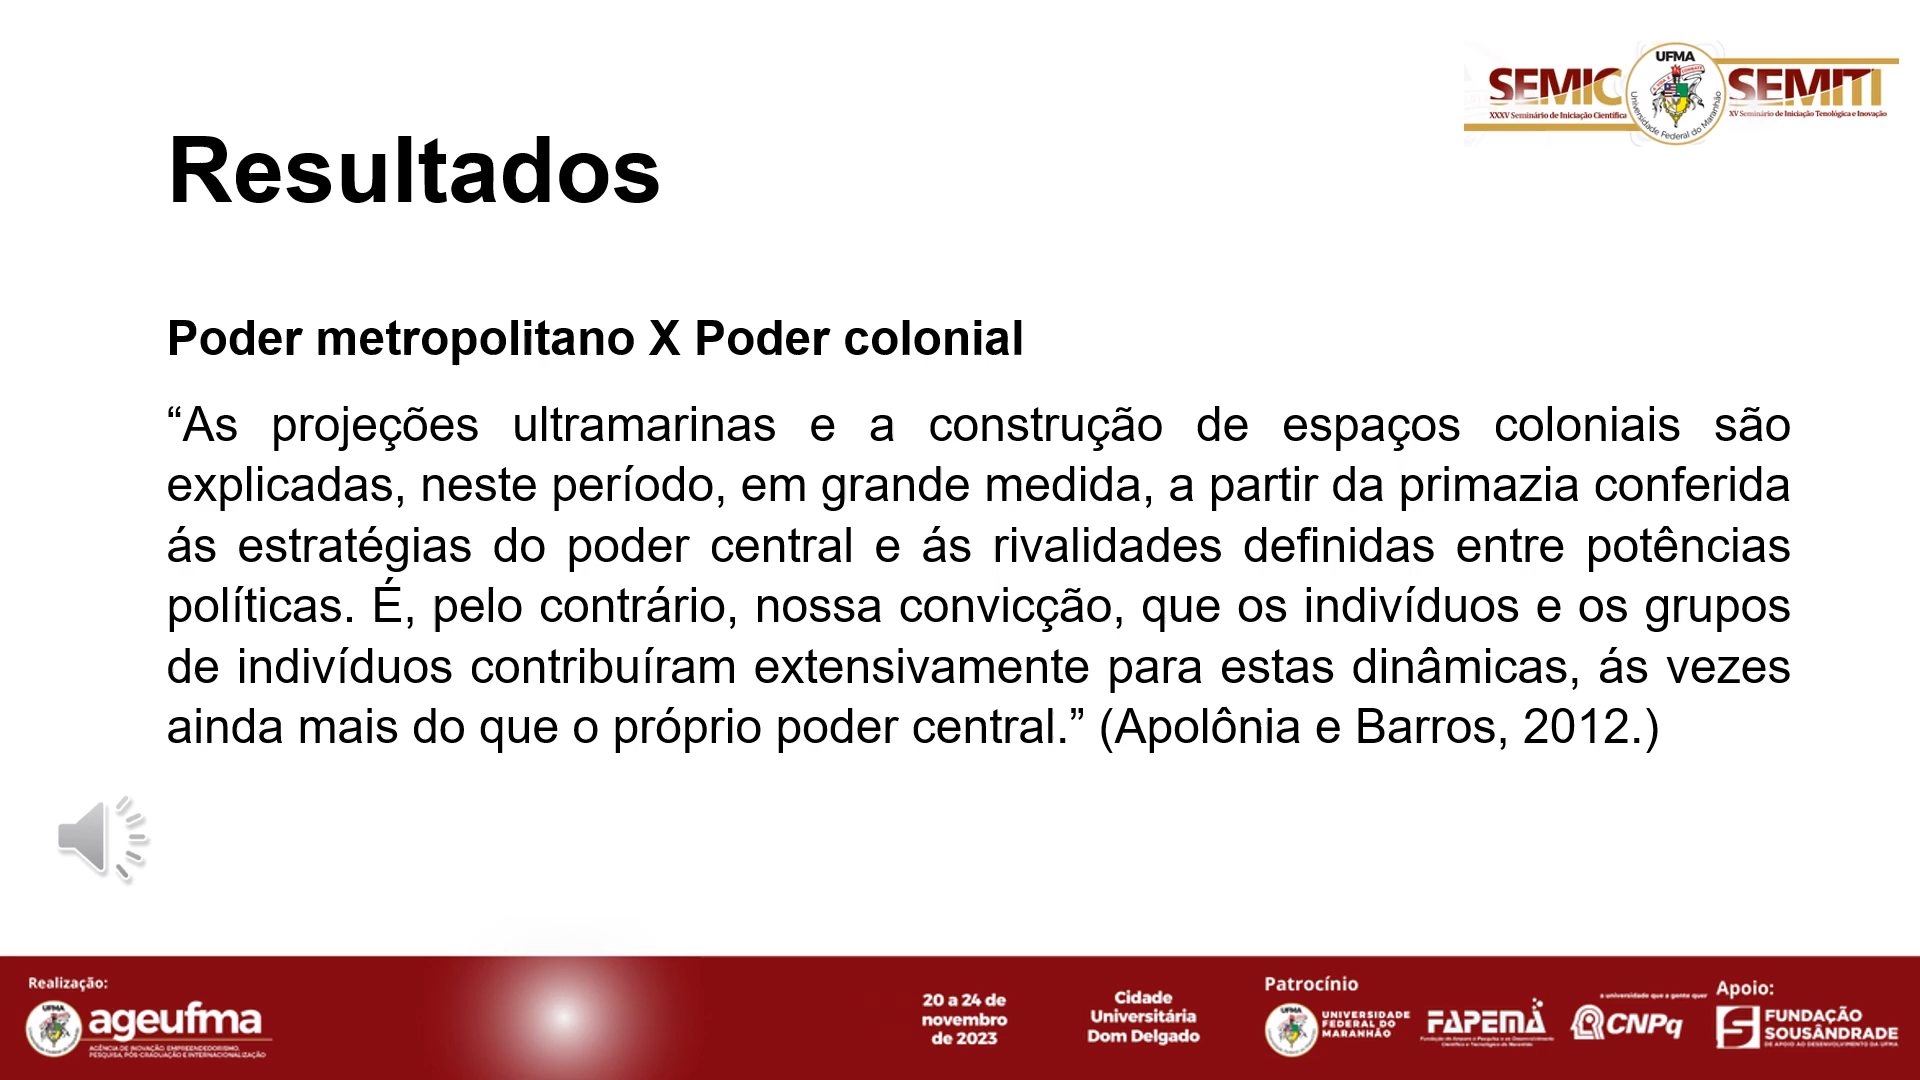 UFMA
SEMIC
SEMITI
XXXV Seminário de Iniciação Científica
XV Seminário de Iniciação Tenológica e Inovação
Universidade Federal do Maranhão
Resultados
Poder metropolitano X Poder colonial
“As projeções ultramarinas e a construção de espaços coloniais são
explicadas, neste período, em grande medida, a partir da primazia conferida
ás estratégias do poder central e ás rivalidades definidas entre potências
políticas. É, pelo contrário, nossa convicção, que os indivíduos e os grupos
de indivíduos contribuíram extensivamente para estas dinâmicas, ás vezes
ainda mais do que o próprio poder central.” (Apolônia e Barros, 2012.)
Realização:
UFMA
ageufma
AGÊNCIA DE INOVAÇÃO, EMPREENDEDORISMO,
PESQUISA, PÓS-GRADUAÇÃO E INTERNACIONALIZAÇÃO
20 a 24 de
novembro
de 2023
Cidade
Universitária
Dom Delgado
Patrocínio
UFMA
UNIVERSIDADE
FEDERAL DO
MARANHÃO
FAPEMA
Fundação de Amparo à Pesquisa e ao Desenvolvimento
Científico e Tecnológico do Maranhão
a universidade que a gente quer
CNPq
Apoio:
FUNDAÇÃO
SOUSÂNDRADE
DE APOIO AO DESENVOLVIMENTO DA UFMA